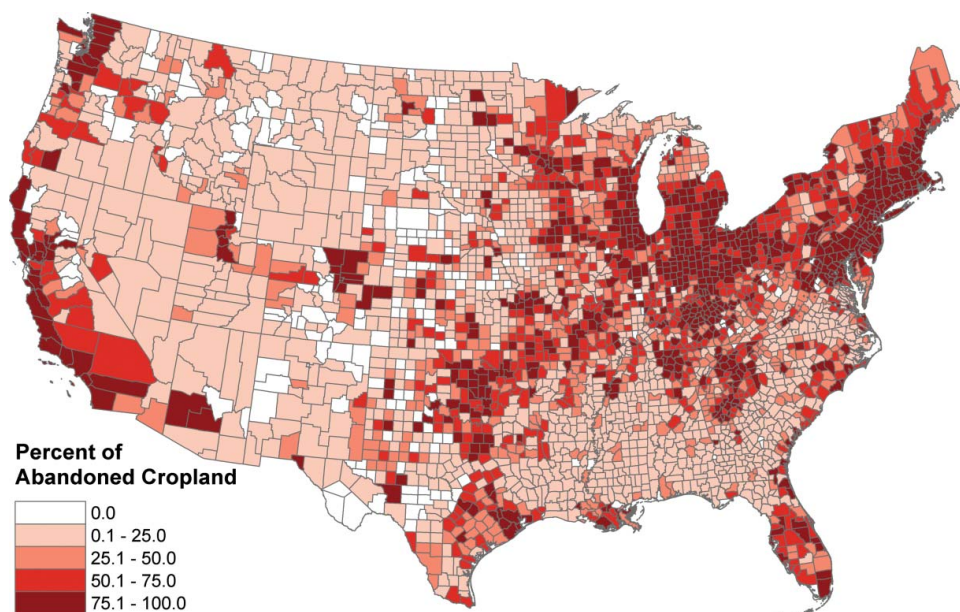 Percent of
Abandoned Cropland
0.0
0.1 - 25.0
25.1 - 50.0
50.1 - 75.0
75.1 - 100.0